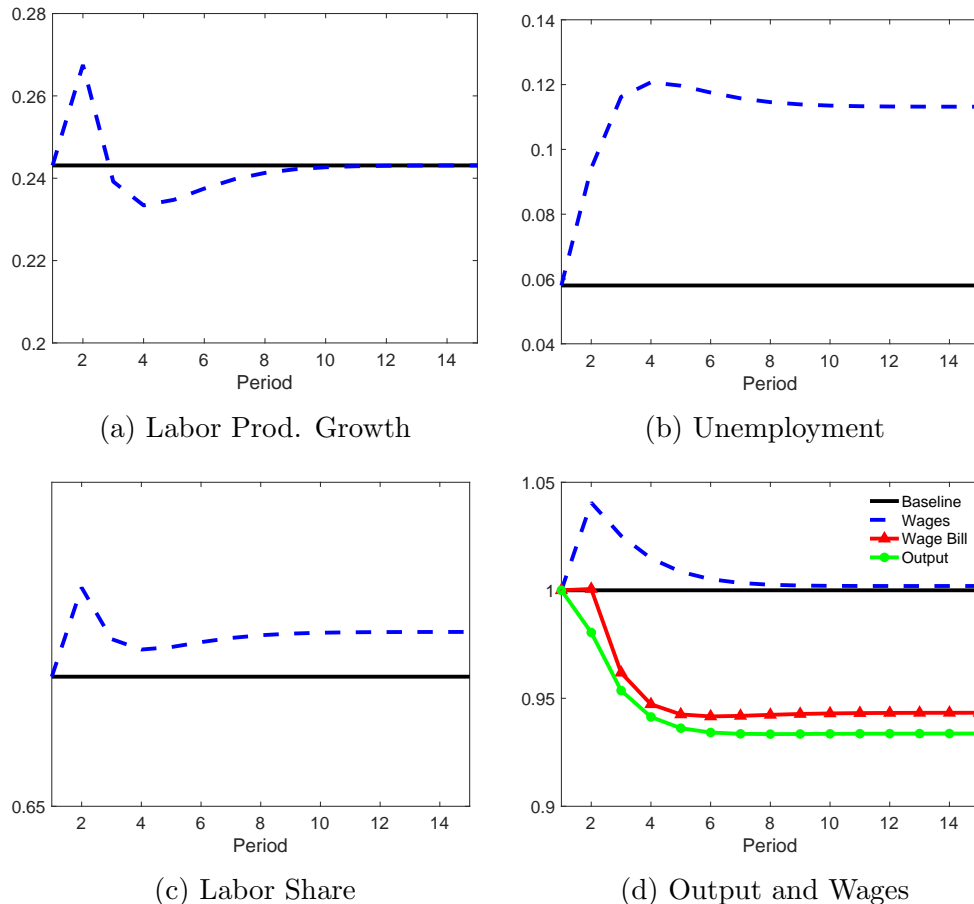 0.28
0.26
0.24
0.22
0.2
2 4 6 8 10 12 14
Period
(a) Labor Prod. Growth
0.14
0.12
0.1
0.08
0.06
0.04
2 4 6 8 10 12 14
Period
(b) Unemployment
0.65
2 4 6 8 10 12 14
Period
(c) Labor Share
1.05
1
0.95
0.9
Baseline
Wages
Wage Bill
Output
2 4 6 8 10 12 14
Period
(d) Output and Wages